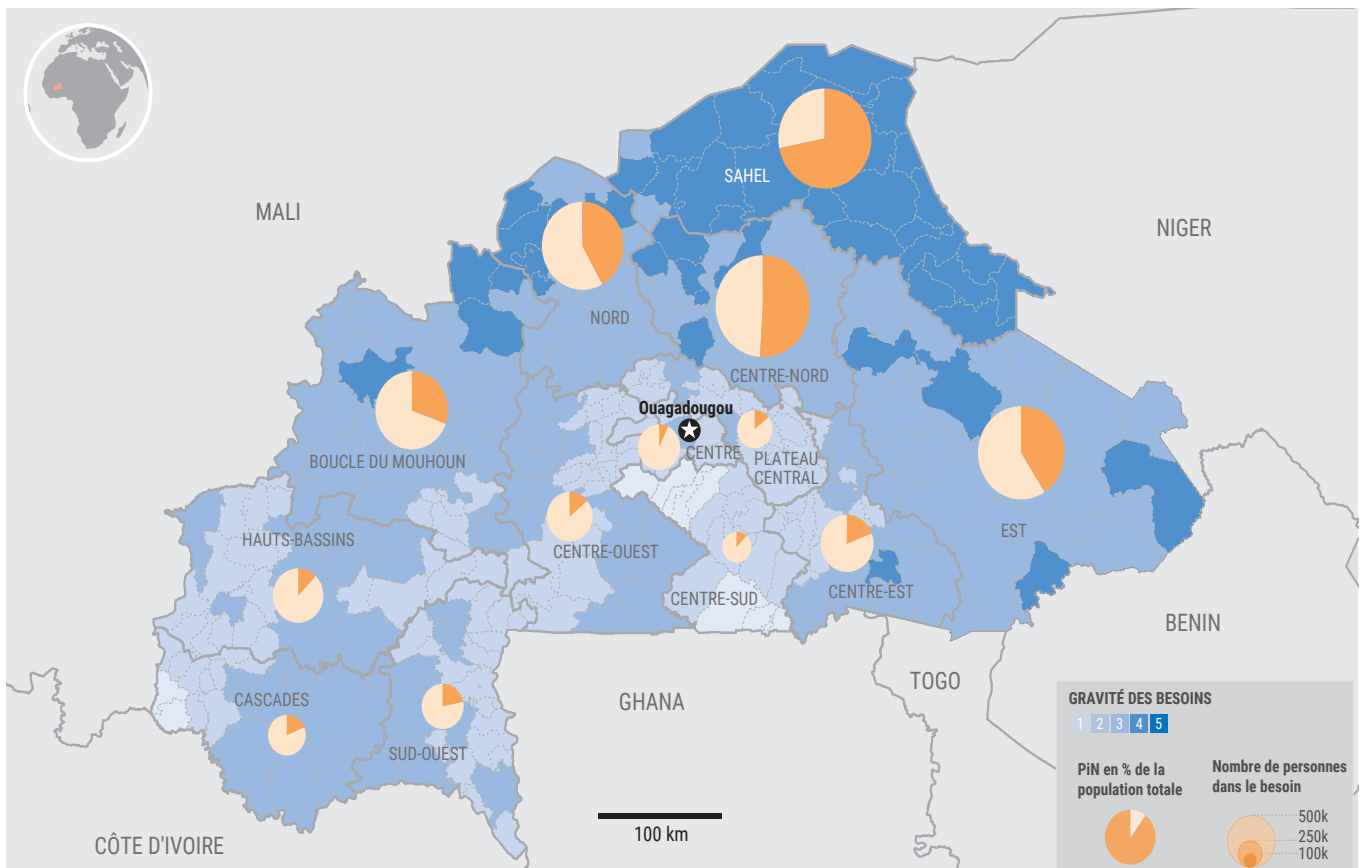 SAHEL
MALI
NIGER
NORD
CENTRE-NORD
Ouagadougou
CENTRE
PLATEAU
CENTRAL
BOUCLE DU MOUHOUN
EST
HAUTS-BASSINS
CENTRE-OUEST
CENTRE-SUD
CENTRE-EST
BENIN
TOGO
GHANA
CASCADES
SUD-OUEST
CÔTE D'IVOIRE
100 km
GRAVITÉ DES BESOINS
1 2 3 4 5
PiN en % de la
population totale
Nombre de personnes
dans le besoin
500k
250k
100k